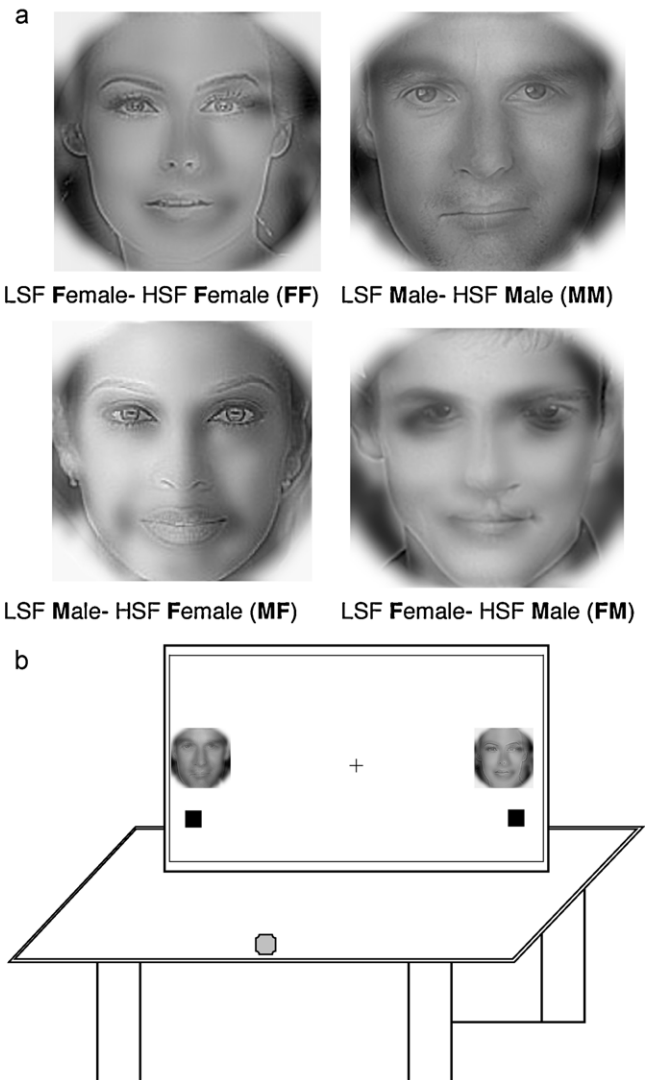 a
LSF Female- HSF Female (FF)
LSF Male- HSF Male (MM)
LSF Male- HSF Female (MF)
LSF Female- HSF Male (FM)
b